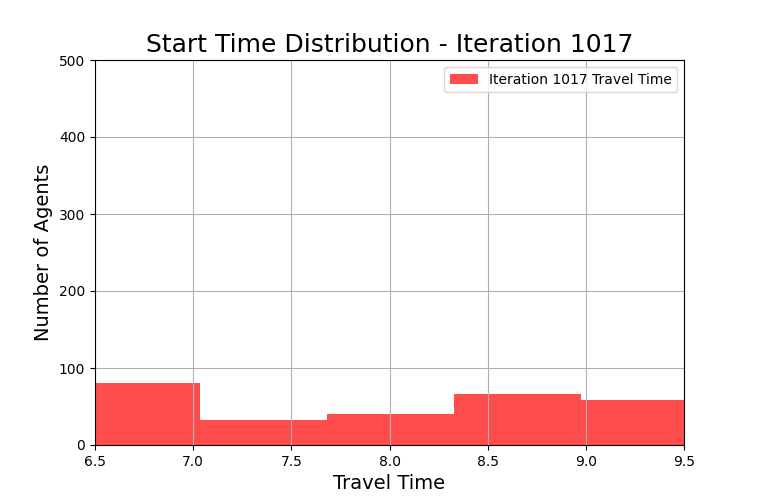 Start Time Distribution - Iteration 1017
Iteration 1017 Travel Time
Number of Agents
500
400
300
200
100
0
6.5 7.0 7.5 8.0 8.5 9.0 9.5
Travel Time